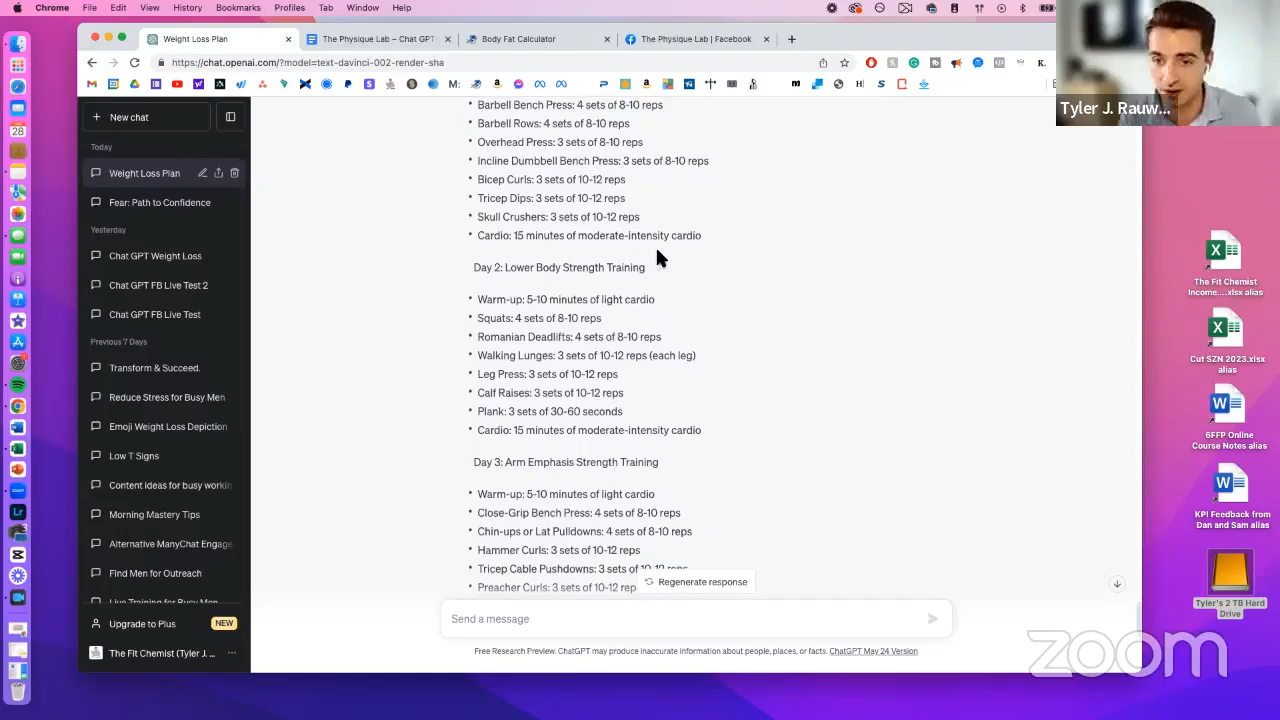 Chrome File Edit View History Bookmarks Profiles Tab Window Help
Weight Loss Plan
The Physique Lab – Chat GPT
Body Fat Calculator
The Physique Lab | Facebook
https://chat.openai.com/?model=text-davinci-002-render-sha
Tyler J. Rauw...
New chat
Today
Weight Loss Plan
Fear: Path to Confidence
Yesterday
Chat GPT Weight Loss
Chat GPT FB Live Test 2
Chat GPT FB Live Test
Previous 7 Days
Transform & Succeed.
Reduce Stress for Busy Men
Emoji Weight Loss Depiction
Low T Signs
Content ideas for busy workin
Morning Mastery Tips
Alternative ManyChat Engage
Find Men for Outreach
Live Training for Busy Men
Upgrade to Plus NEW
The Fit Chemist (Tyler J. ... ...
• Barbell Bench Press: 4 sets of 8-10 reps
Barbell Rows: 4 sets of 8-10 reps
• Overhead Press: 3 sets of 8-10 reps
• Incline Dumbbell Bench Press: 3 sets of 8-10 reps
• Bicep Curls: 3 sets of 10-12 reps
• Tricep Dips: 3 sets of 10-12 reps
• Skull Crushers: 3 sets of 10-12 reps
• Cardio: 15 minutes of moderate-intensity cardio
Day 2: Lower Body Strength Training
• Warm-up: 5-10 minutes of light cardio
• Squats: 4 sets of 8-10 reps
• Romanian Deadlifts: 4 sets of 8-10 reps
• Walking Lunges: 3 sets of 10-12 reps (each leg)
• Leg Press: 3 sets of 10-12 reps
• Calf Raises: 3 sets of 10-12 reps
• Plank: 3 sets of 30-60 seconds
• Cardio: 15 minutes of moderate-intensity cardio
Day 3: Arm Emphasis Strength Training
• Warm-up: 5-10 minutes of light cardio
• Close-Grip Bench Press: 4 sets of 8-10 reps
• Chin-ups or Lat Pulldowns: 4 sets of 8-10 reps
• Hammer Curls: 3 sets of 10-12 reps
• Tricep Cable Pushdowns: 3 sets of 10-12 reps
• Preacher Curls: 3 sets of 10-12 rep
Regenerate response
Send a message
Free Research Preview. ChatGPT may produce inaccurate information about people, places, or facts. ChatGPT May 24 Version
28
The Fit Chemist
Income....xlsx alias
Cut SZN 2023.xlsx
alias
6FFP Online
Course Notes alias
KPI Feedback from
Dan and Sam alias
Tyler's 2 TB Hard
Drive
zoom